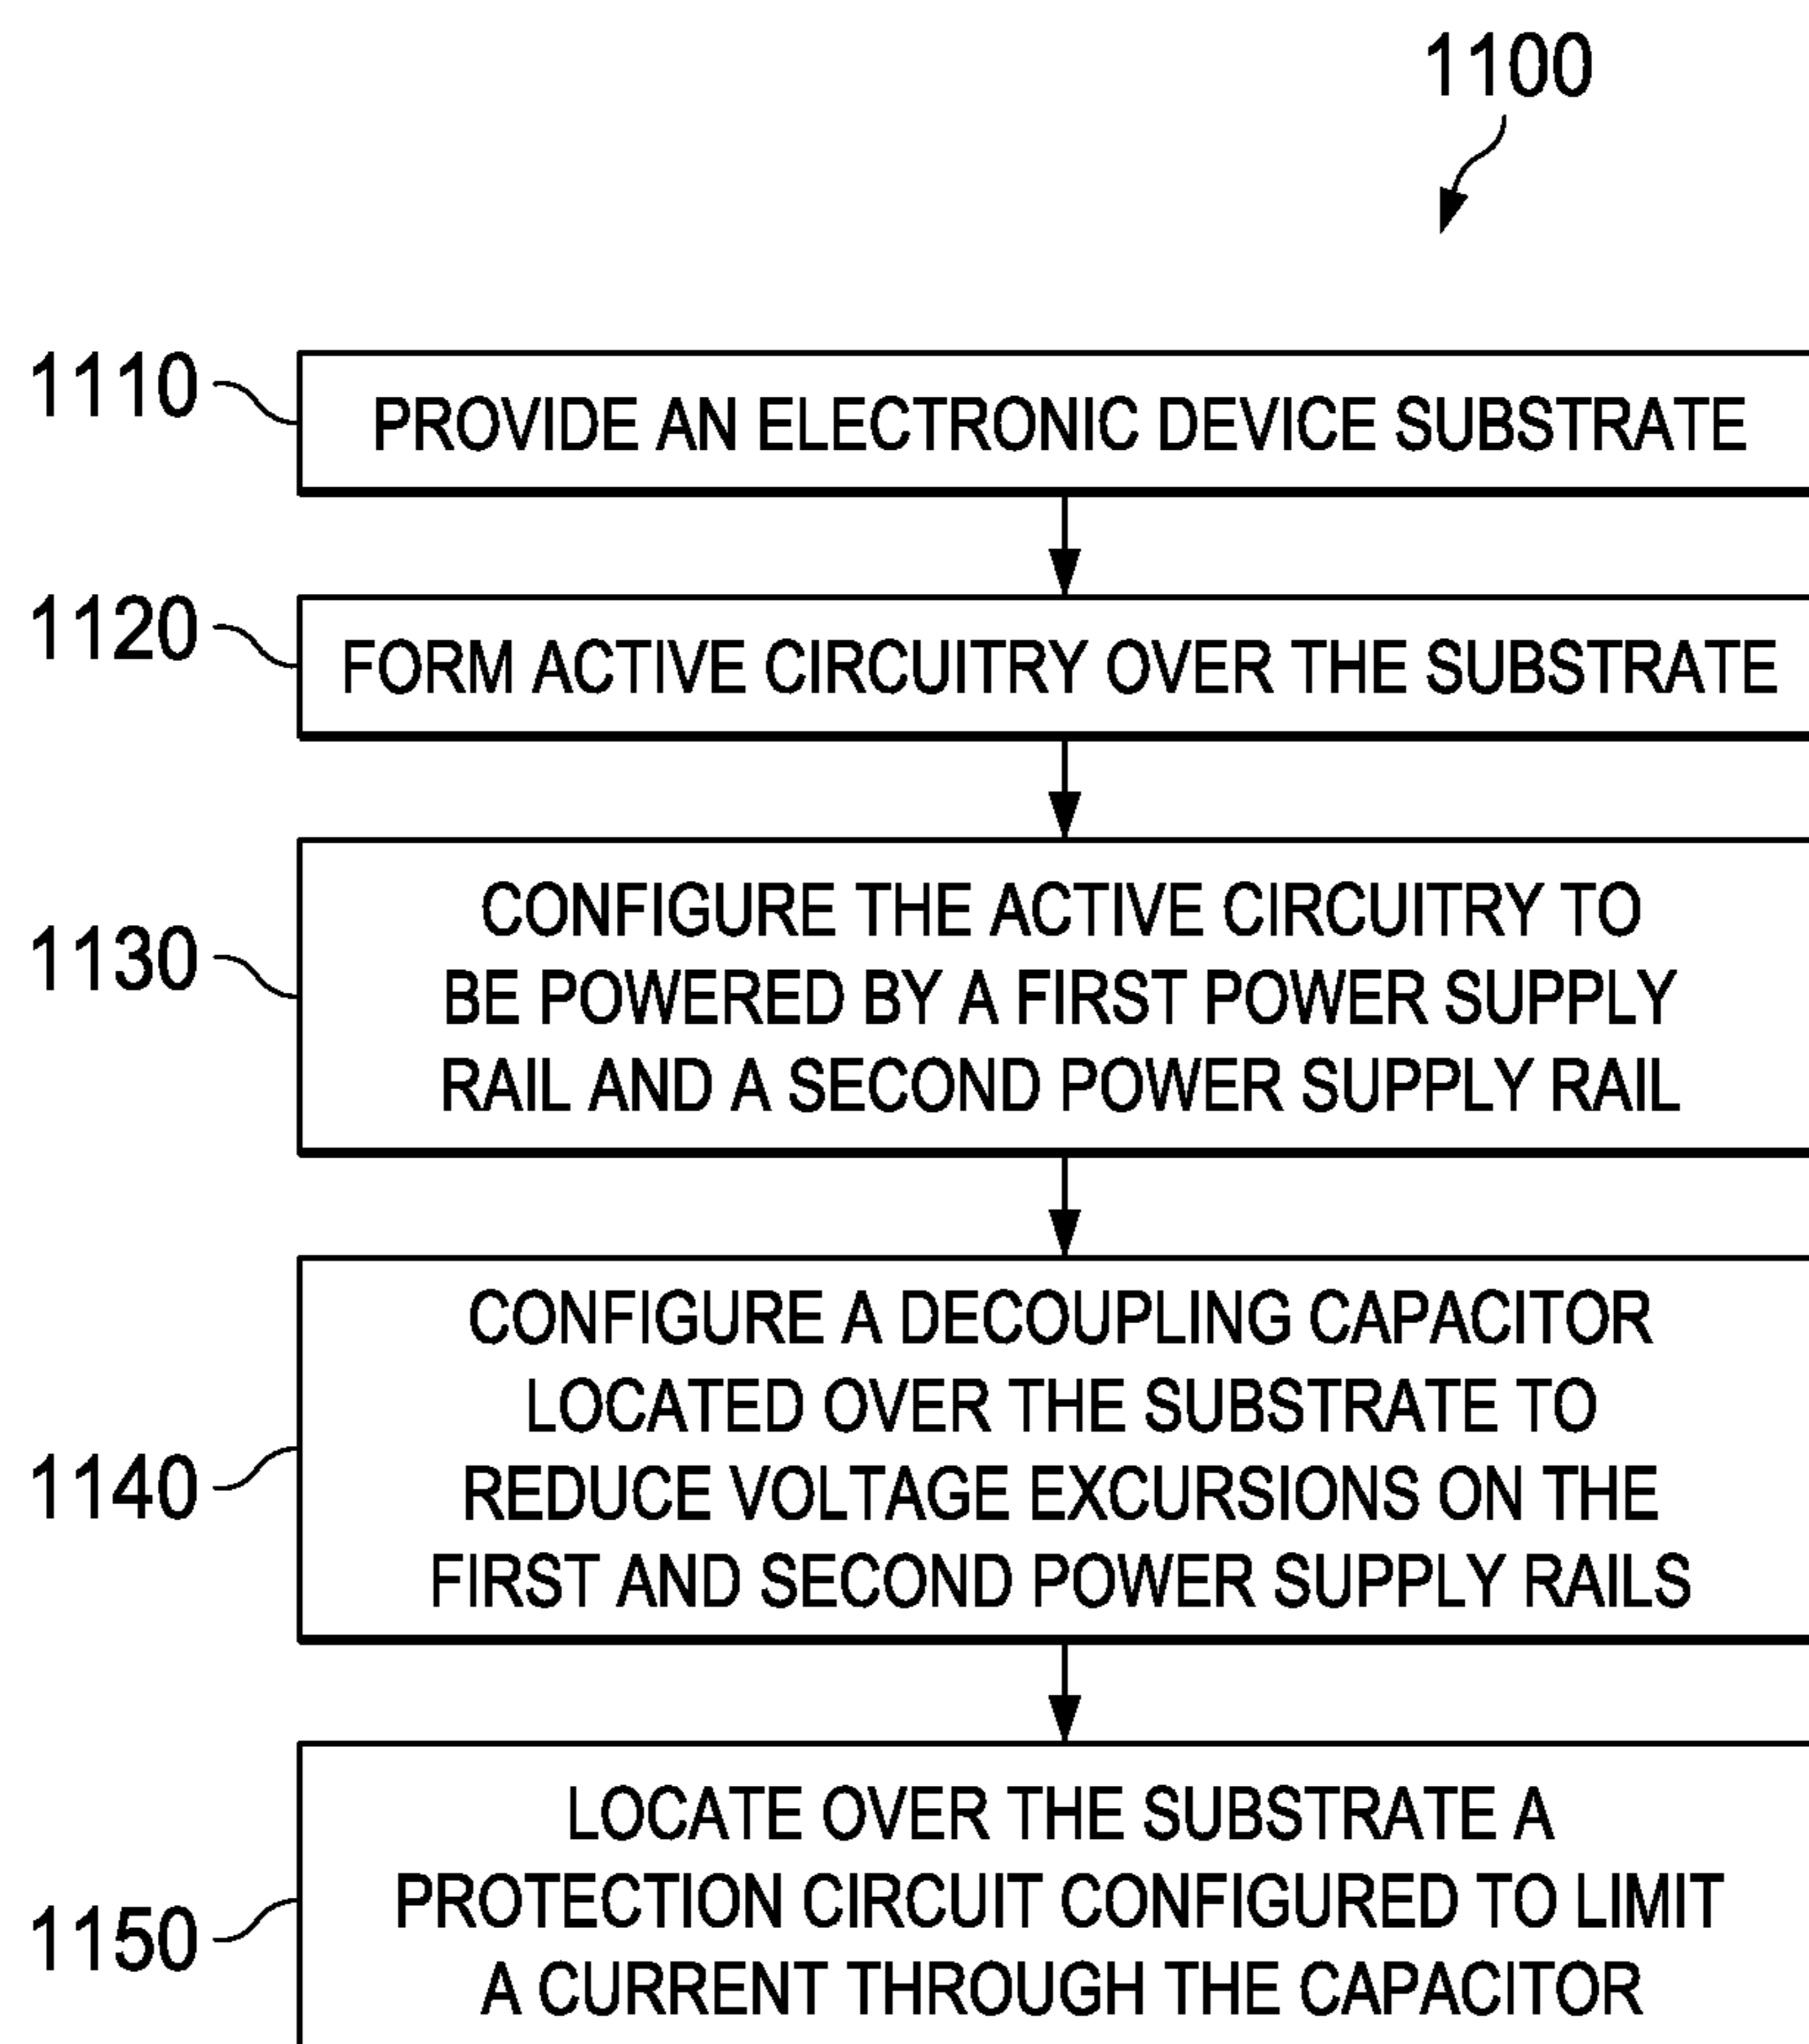 1100
1110
PROVIDE AN ELECTRONIC DEVICE SUBSTRATE
1120
FORM ACTIVE CIRCUITRY OVER THE SUBSTRATE
1130
CONFIGURE THE ACTIVE CIRCUITRY TO
BE POWERED BY A FIRST POWER SUPPLY
RAIL AND A SECOND POWER SUPPLY RAIL
1140
CONFIGURE A DECOUPLING CAPACITOR
LOCATED OVER THE SUBSTRATE TO
REDUCE VOLTAGE EXCURSIONS ON THE
FIRST AND SECOND POWER SUPPLY RAILS
1150
LOCATE OVER THE SUBSTRATE A
PROTECTION CIRCUIT CONFIGURED TO LIMIT
A CURRENT THROUGH THE CAPACITOR